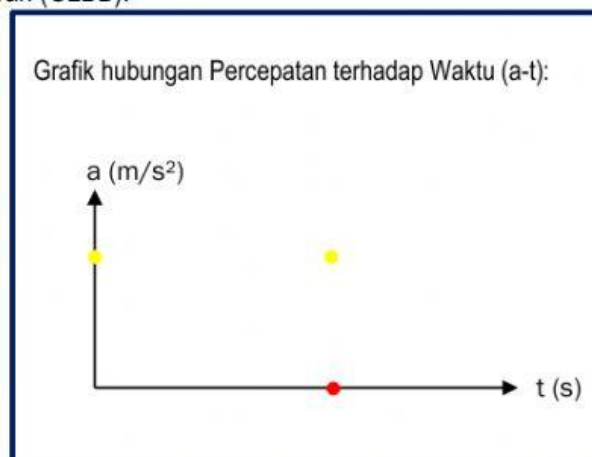 Grafik hubungan Percepatan terhadap Waktu (a-t):
a (m/s²)
t (s)